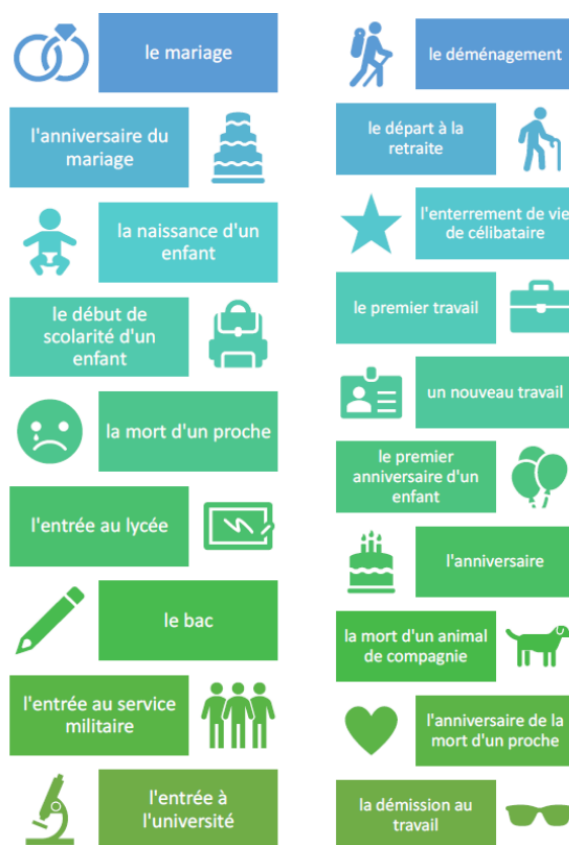 le mariage
l'anniversaire du
mariage
la naissance d'un
enfant
le début de
scolarité d'un
enfant
la mort d'un proche
l'entrée au lycée
le bac
l'entrée au service
militaire
l'entrée à
l'université
le déménagement
le départ à la
retraite
l'enterrement de vie
de célibataire
le premier travail
un nouveau travail
le premier
anniversaire d'un
enfant
l'anniversaire
la mort d'un animal
de compagnie
l'anniversaire de la
mort d'un proche
la démission au
travail